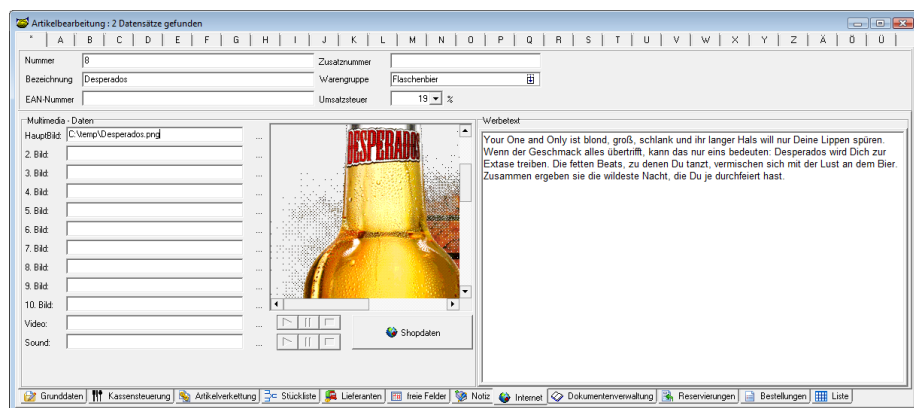 Artikelbearbeitung : 2 Datensätze gefunden
* A B C D E F G H I J K L M N O P Q R S T U V W X Y Z Ä Ö Ü
Nummer 8 Zusatznummer
Bezeichnung Desperados Warengruppe Flaschenbier
EAN-Nummer Umsatzsteuer 19 %
Multimedia - Daten Werbetext
HauptBild: C:\temp\Desperados.png ...
2. Bild: ...
3. Bild: ...
4. Bild: ...
5. Bild: ...
6. Bild: ...
7. Bild: ...
8. Bild: ...
9. Bild: ...
10. Bild: ...
Video: ...
Sound: ...
DESPERADOS
Shopdaten
Your One and Only ist blond, groß, schlank und ihr langer Hals will nur Deine Lippen spüren.
Wenn der Geschmack alles übertrifft, kann das nur eins bedeuten: Desperados wird Dich zur
Extase treiben. Die fetten Beats, zu denen Du tanzt, vermischen sich mit der Lust an dem Bier.
Zusammen ergeben sie die wildeste Nacht, die Du je durchfeiert hast.
Grunddaten Kassensteuerung Artikelverkettung Stückliste Lieferanten freie Felder Notiz Internet Dokumentenverwaltung Reservierungen Bestellungen Liste